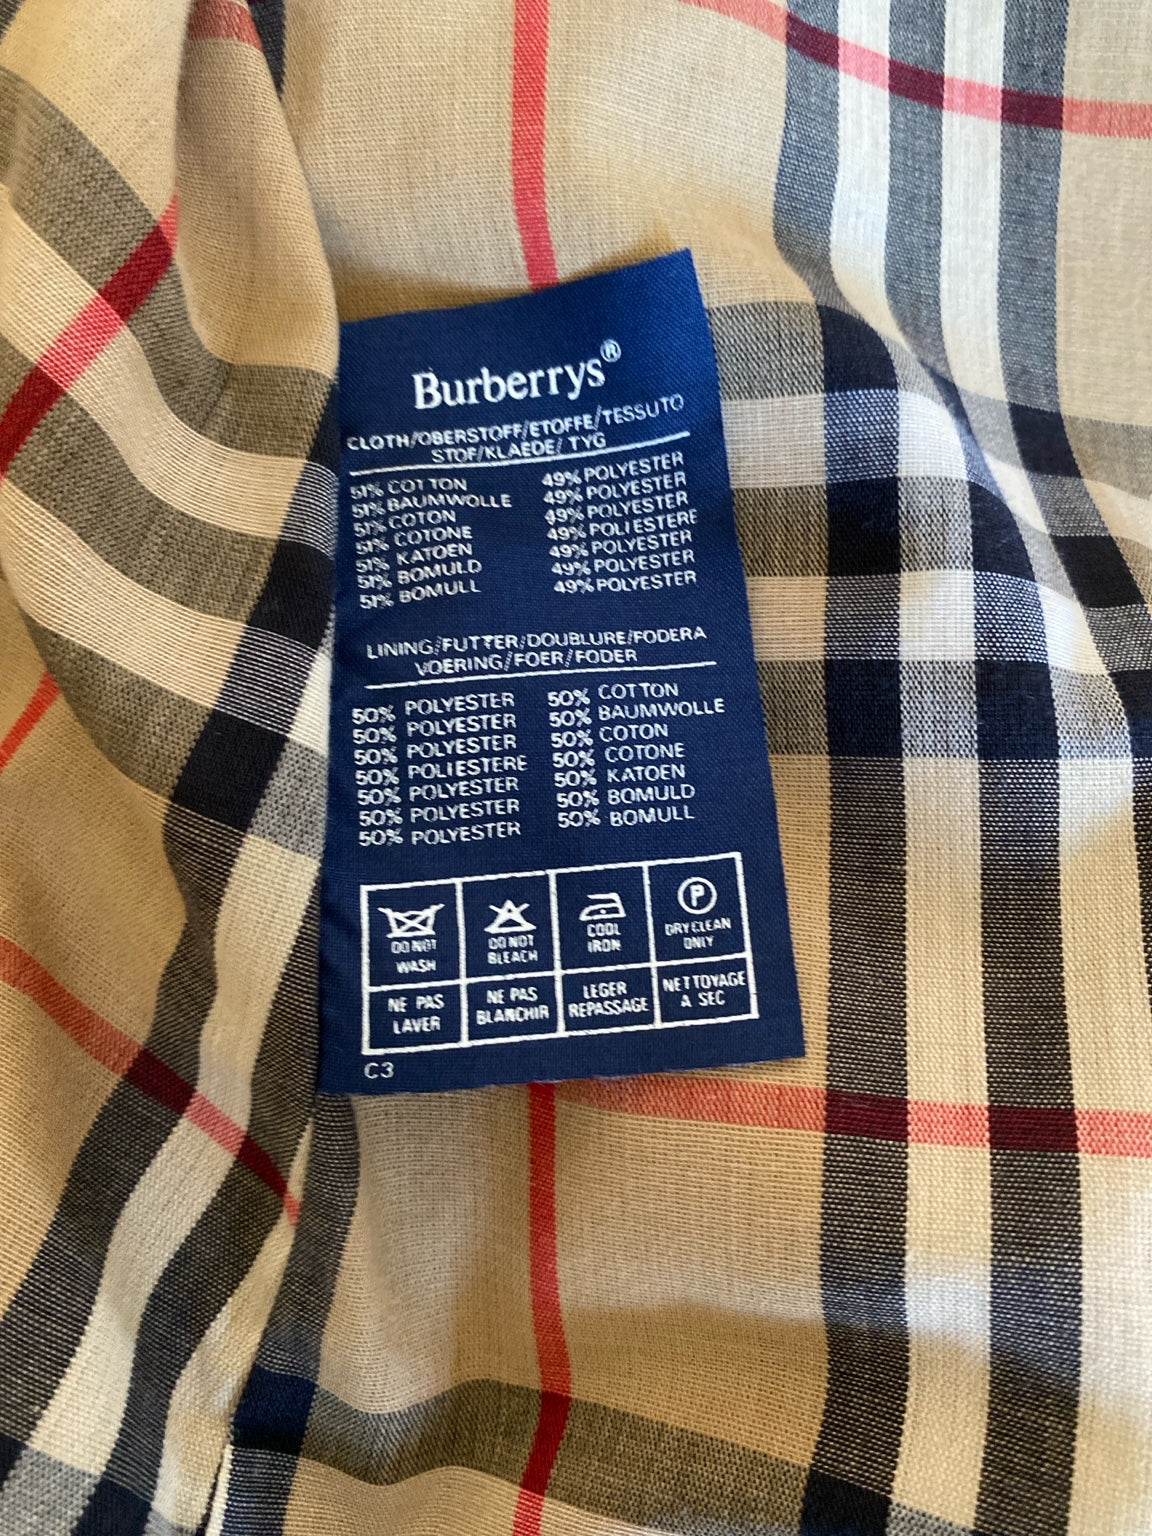 Burberrys®
CLOTH/OBERSTOFF/ETOFFE/TESSUTO
STOF/KLAEDE/TYG
51% COTTON 49% POLYESTER
51% BAUMWOLLE 49% POLYESTER
51% COTON 49% POLYESTER
51% COTONE 49% POLIESTERE
51% KATOEN 49% POLYESTER
51% BOMULD 49% POLYESTER
51% BOMULL 49% POLYESTER
LINING/FUTTER/DOUBLURE/FODERA
VOERING/FOER/FODER
50% POLYESTER 50% COTTON
50% POLYESTER 50% BAUMWOLLE
50% POLYESTER 50% COTON
50% POLIESTERE 50% COTONE
50% POLYESTER 50% KATOEN
50% POLYESTER 50% BOMULD
50% POLYESTER 50% BOMULL
P
DO NOT
WASH
DO NOT
BLEACH
COOL
IRON
DRY CLEAN
ONLY
NE PAS
LAVER
NE PAS
BLANCHIR
LEGER
REPASSAGE
NETTOYAGE
A SEC
C3